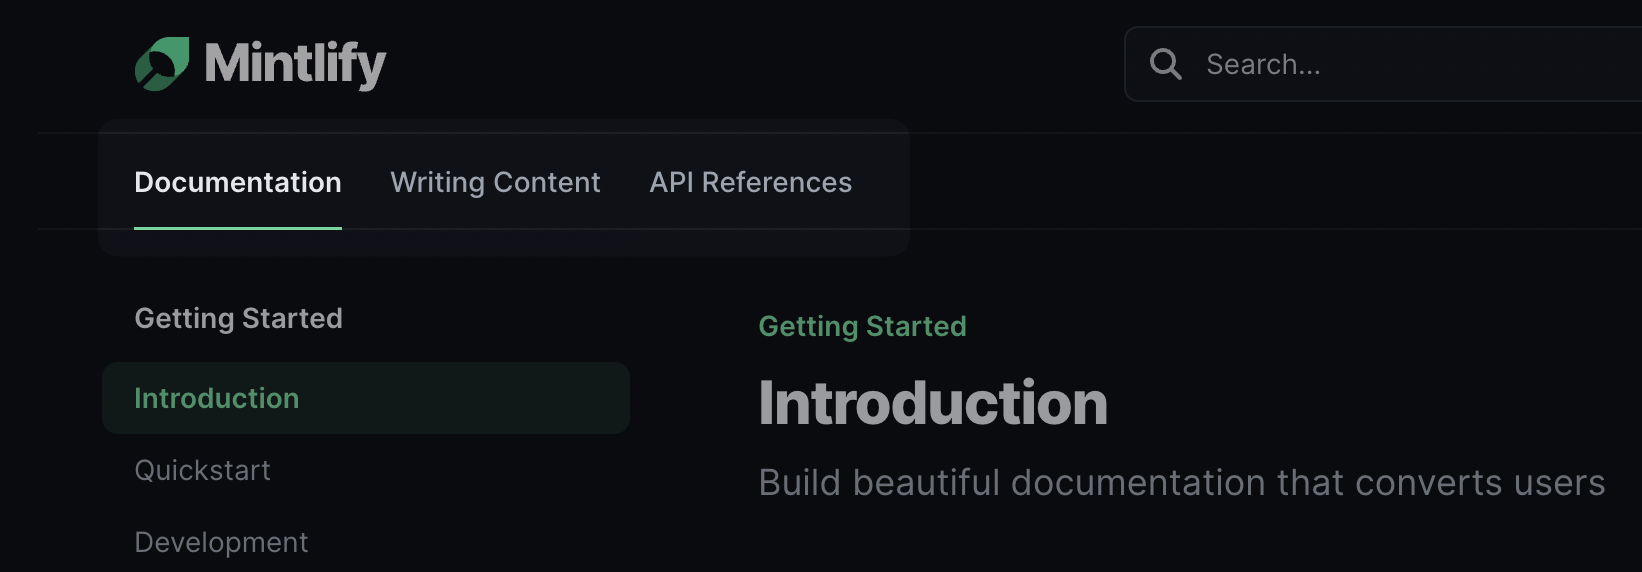 Mintlify
Search...
Documentation Writing Content API References
Getting Started
Introduction
Quickstart
Development
Getting Started
Introduction
Build beautiful documentation that converts users